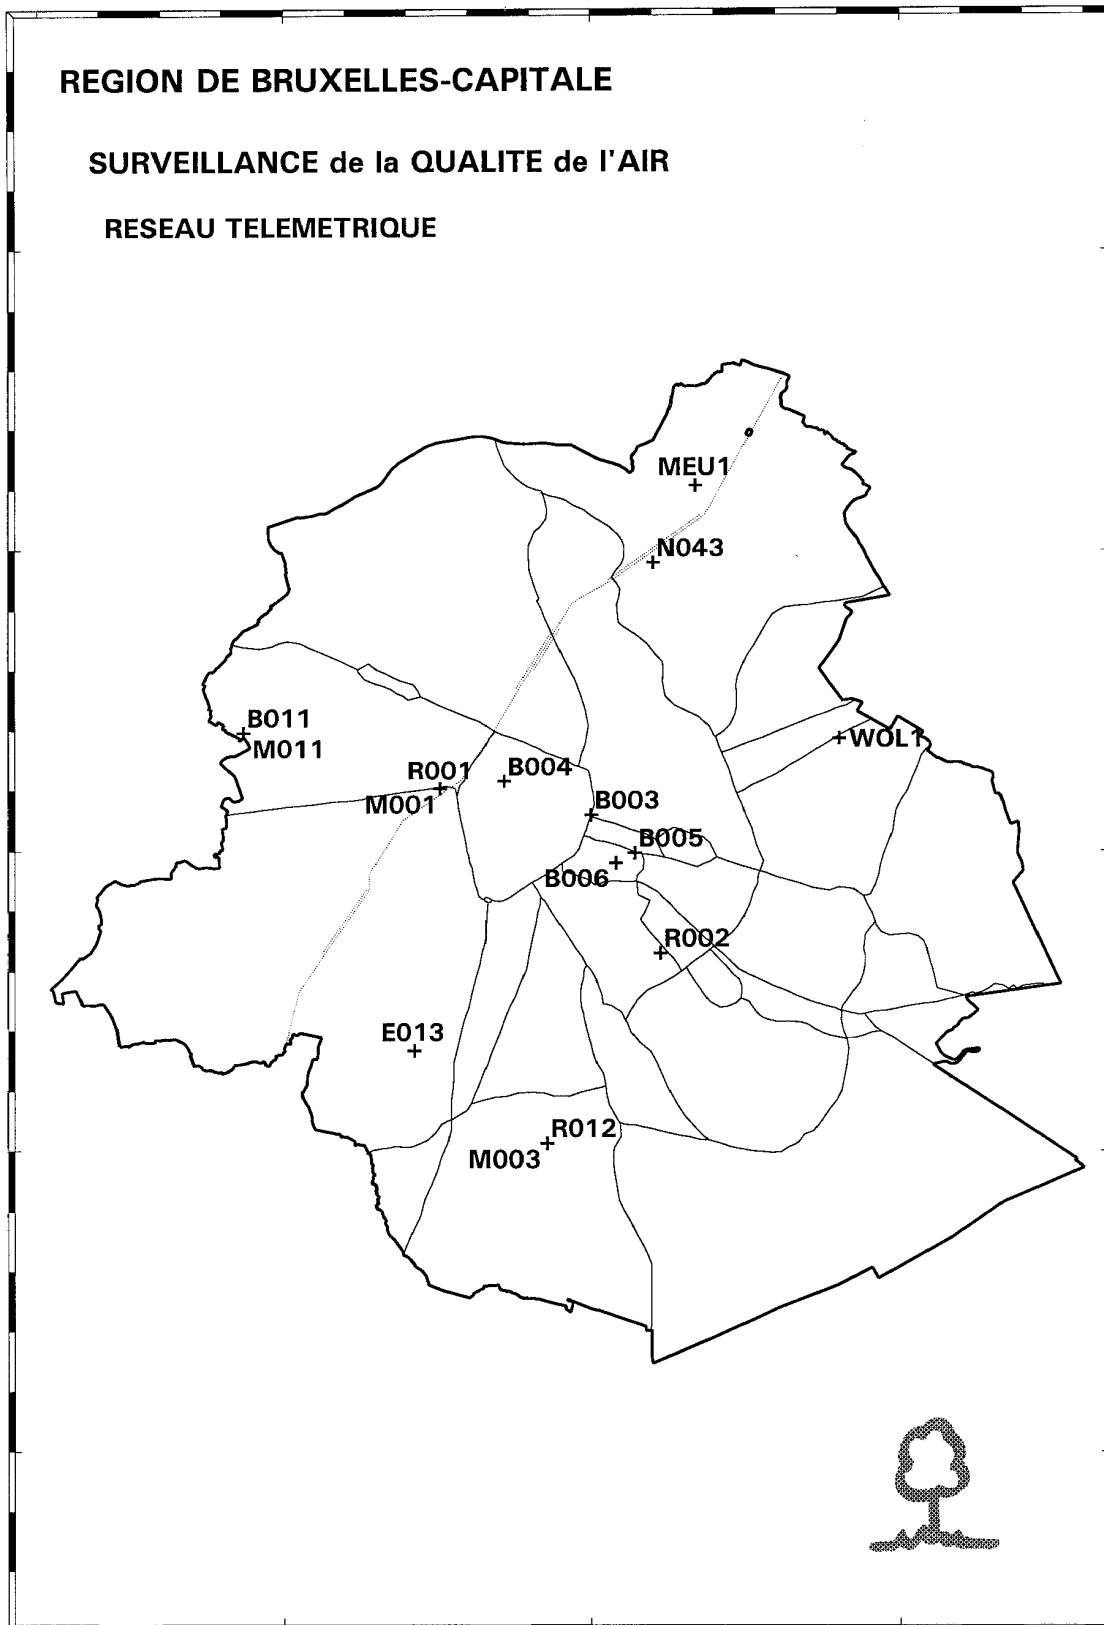 REGION DE BRUXELLES-CAPITALE
SURVEILLANCE de la QUALITE de l'AIR
RESEAU TELEMETRIQUE
MEU1
N043
B011
M011
WOL1
R001
B004
M001
B003
B005
B006
R002
E013
R012
M003